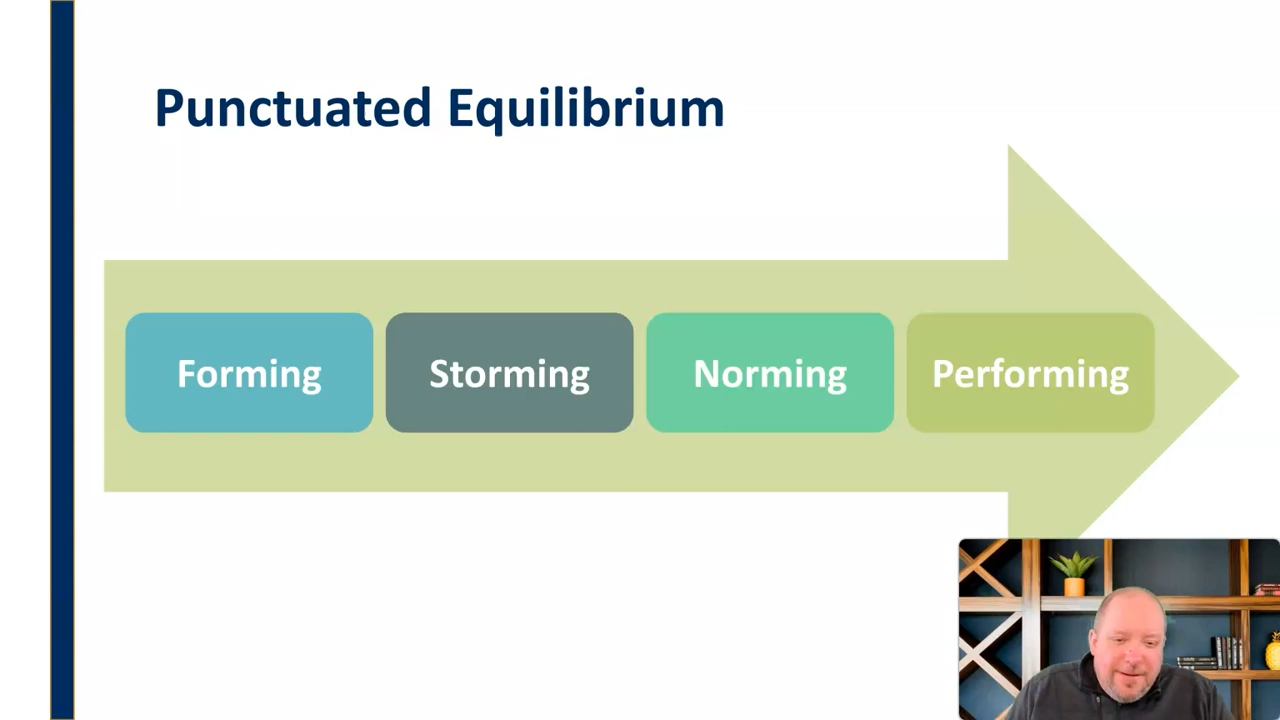 Punctuated Equilibrium
Forming
Storming
Norming
Performing